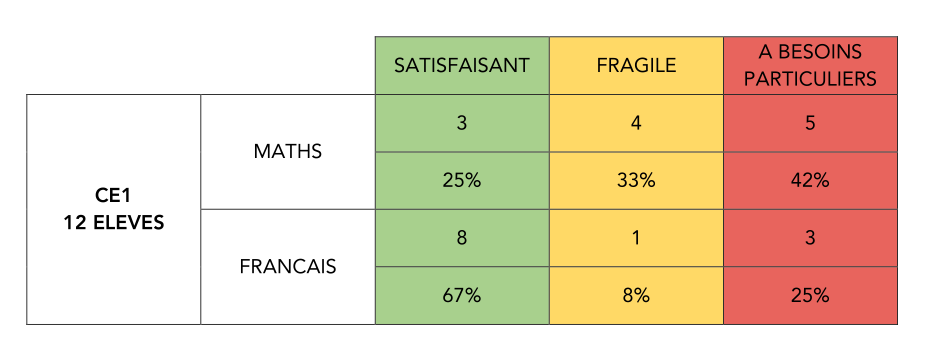 SATISFAISANT FRAGILE A BESOINS PARTICULIERS
CE1
12 ELEVES
MATHS
3 4 5
25% 33% 42%
FRANCAIS
8 1 3
67% 8% 25%